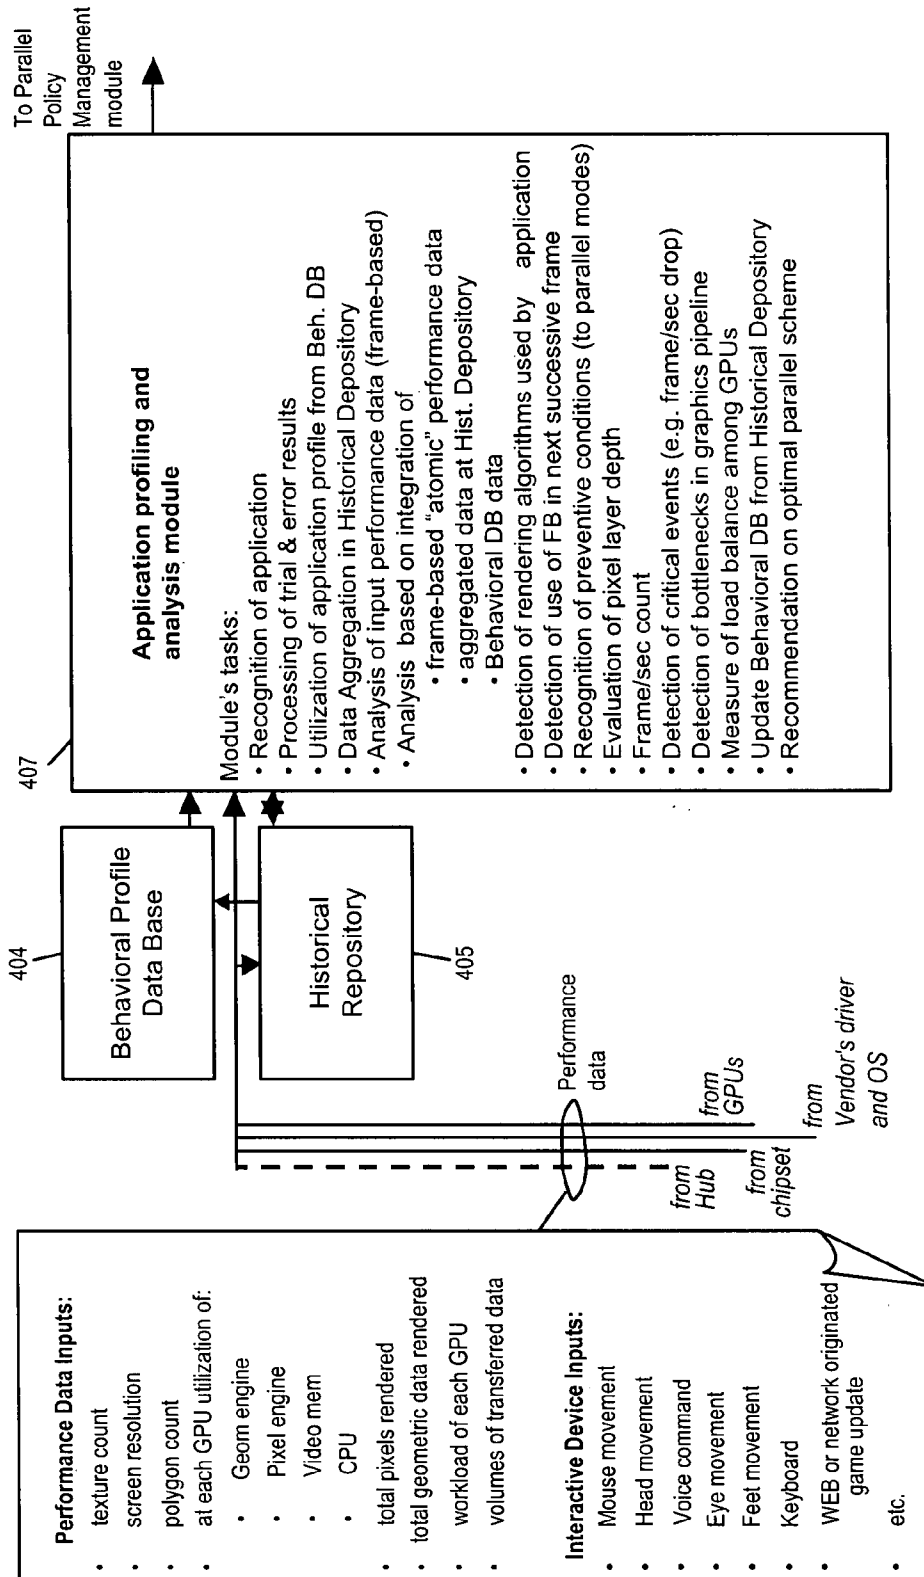 Performance Data Inputs:
• texture count
• screen resolution
• polygon count
• at each GPU utilization of:
• Geom engine
• Pixel engine
• Video mem
• CPU
• total pixels rendered
• total geometric data rendered
• workload of each GPU
• volumes of transferred data
Interactive Device Inputs:
• Mouse movement
• Head movement
• Voice command
• Eye movement
• Feet movement
• Keyboard
• WEB or network originated
game update
• etc.
404
Behavioral Profile
Data Base
Historical
Repository
405
Performance
data
from
Hub
from
chipset
from
GPUs
from
Vendor's driver
and OS
407
Application profiling and
analysis module
Module's tasks:
• Recognition of application
• Processing of trial & error results
• Utilization of application profile from Beh. DB
• Data Aggregation in Historical Depository
• Analysis of input performance data (frame-based)
• Analysis based on integration of
• frame-based "atomic" performance data
• aggregated data at Hist. Depository
• Behavioral DB data
• Detection of rendering algorithms used by application
• Detection of use of FB in next successive frame
• Recognition of preventive conditions (to parallel modes)
• Evaluation of pixel layer depth
• Frame/sec count
• Detection of critical events (e.g. frame/sec drop)
• Detection of bottlenecks in graphics pipeline
• Measure of load balance among GPUs
• Update Behavioral DB from Historical Depository
• Recommendation on optimal parallel scheme
To Parallel
Policy
Management
module